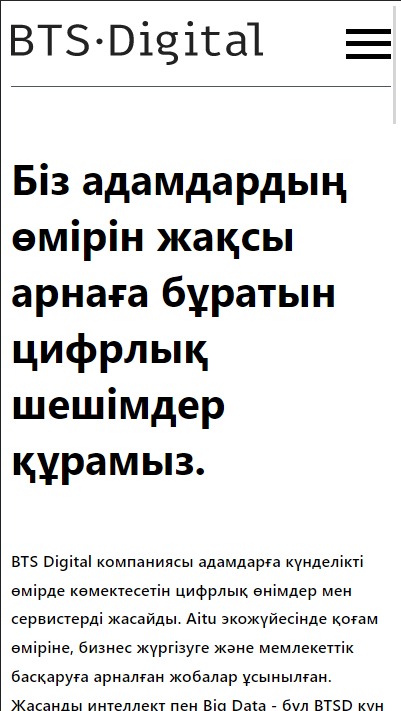 BTS·Digital
Біз адамдардың
өмірін жақсы
арнаға бұратын
цифрлық
шешімдер
құрамыз.
BTS Digital компаниясы адамдарға күнделікті
өмірде көмектесетін цифрлық өнімдер мен
сервистерді жасайды. Aitu экожүйесінде қоғам
өміріне, бизнес жүргізуге және мемлекеттік
басқаруға арналған жобалар ұсынылған.
Жасанды интеллект пен Big Data - бұл BTSD күн